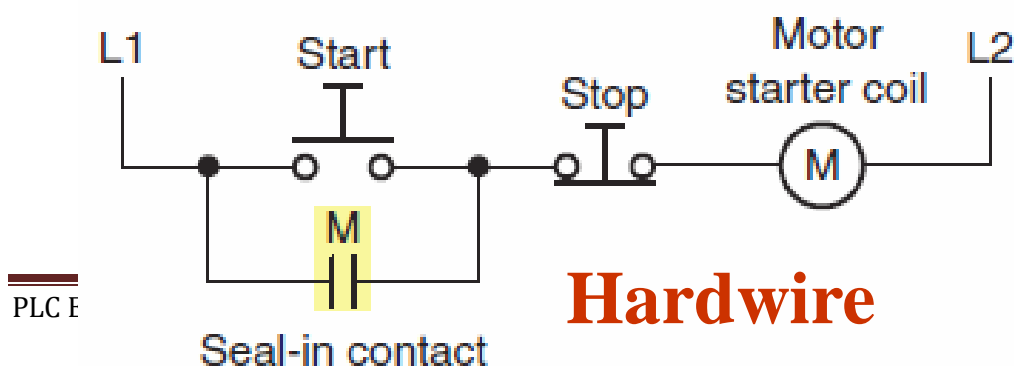 L1
Start
Stop
Motor
starter coil
L2
M
M
Hardwire
PLC
Seal-in contact